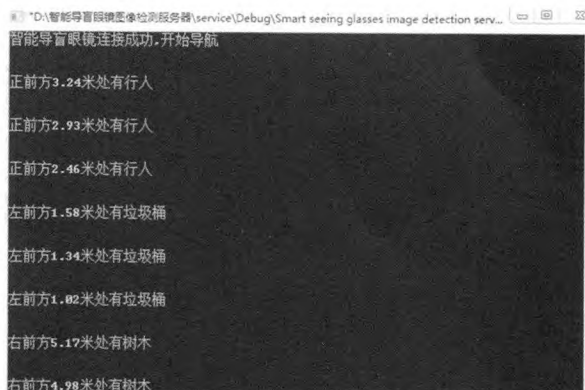 "D:\智能导盲眼镜图像检测服务器\service\Debug\Smart seeing glasses image detection serv...
智能导盲眼镜连接成功.开始导航
正前方3.24米处有行人
正前方2.93米处有行人
正前方2.46米处有行人
左前方1.58米处有垃圾桶
左前方1.34米处有垃圾桶
左前方1.02米处有垃圾桶
右前方5.17米处有树木
右前方4.98米处有树木